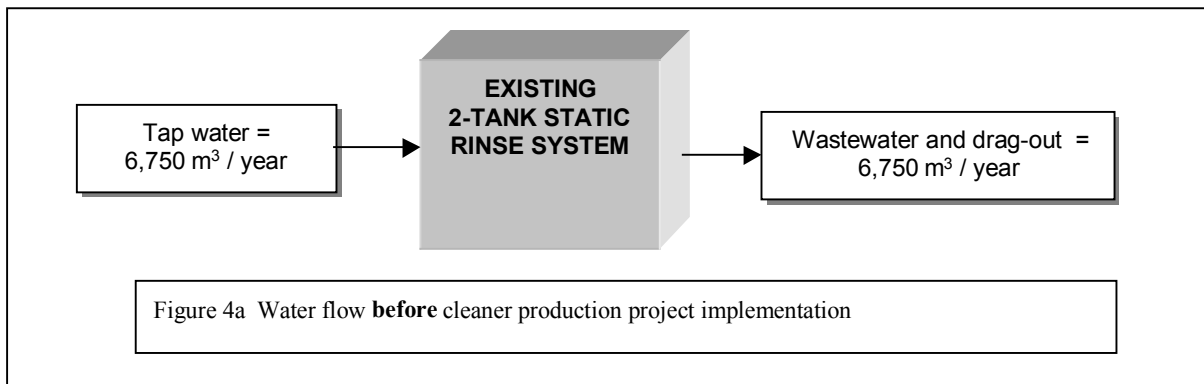 EXISTING
2-TANK STATIC
RINSE SYSTEM
Tap water =
6,750 m³ / year
Wastewater and drag-out =
6,750 m³ / year
Figure 4a Water flow before cleaner production project implementation